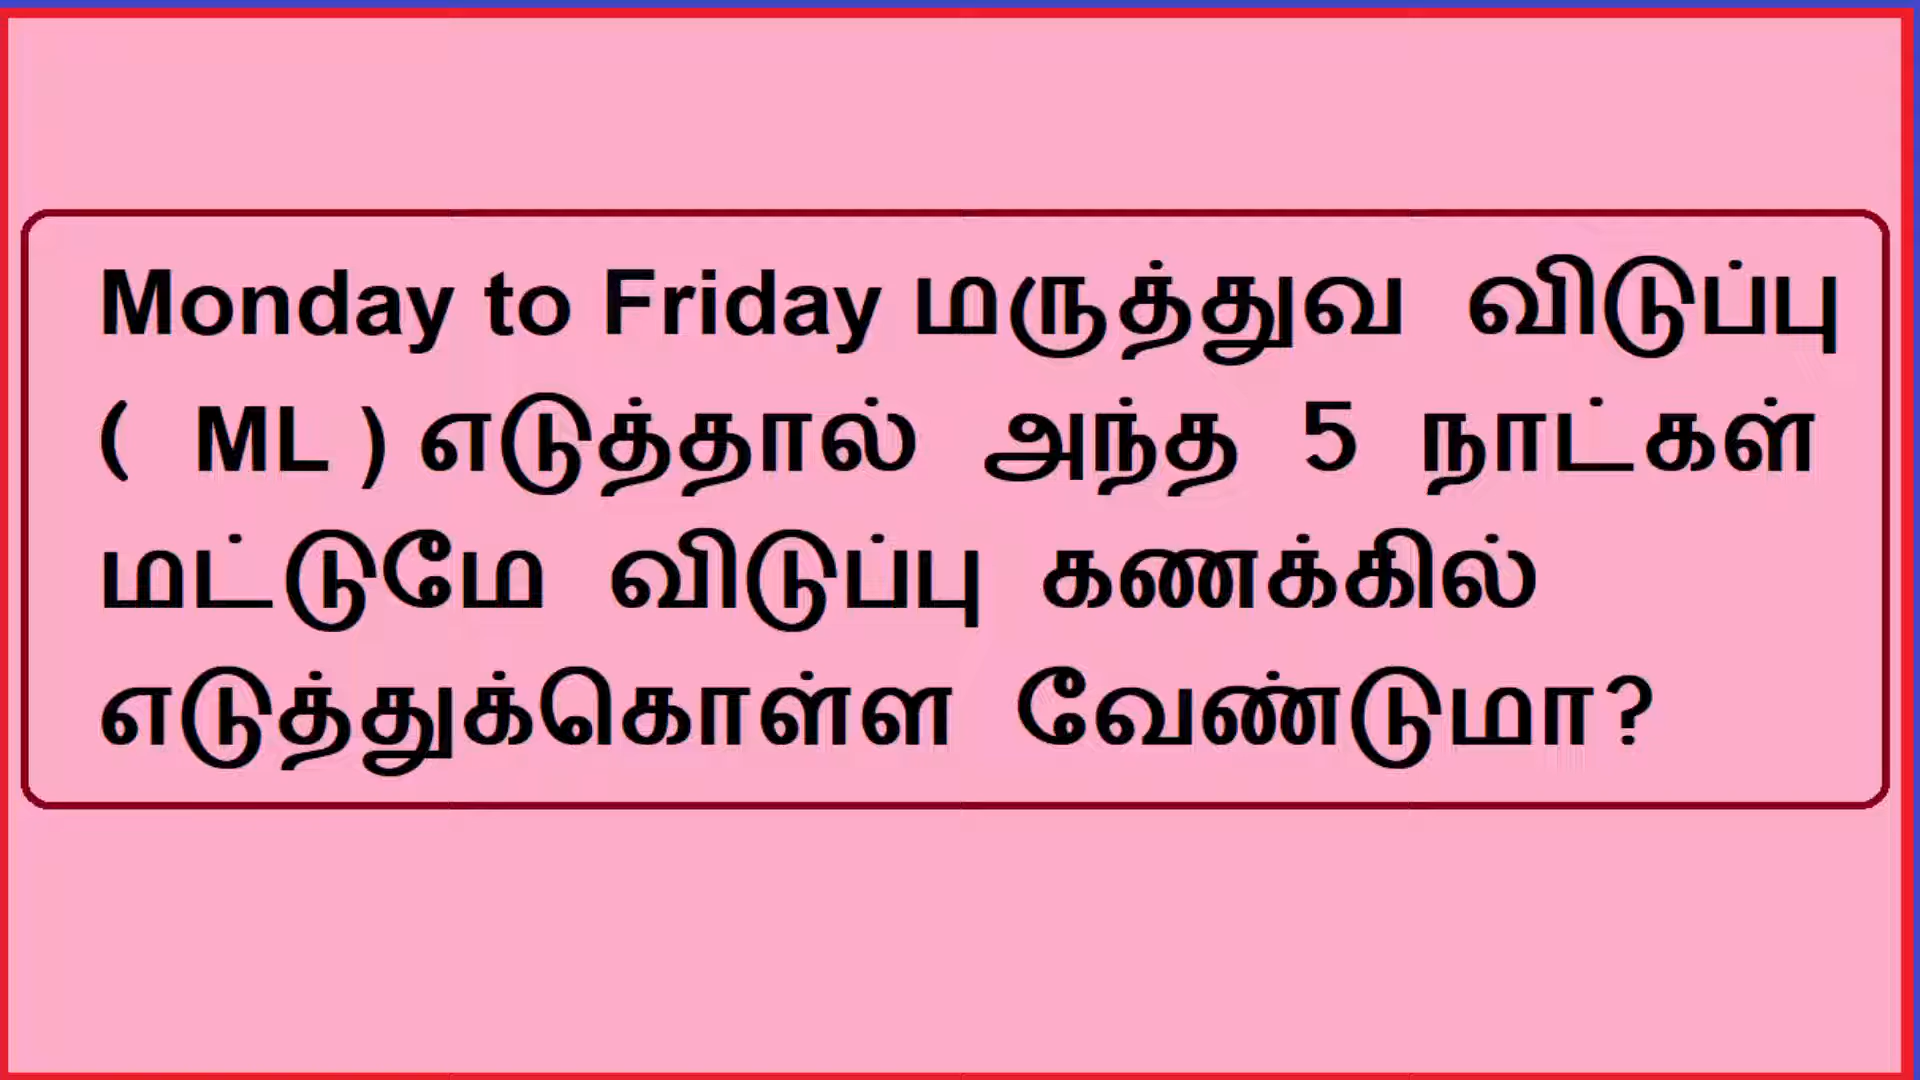 Monday to Friday மருத்துவ விடுப்பு
( ML ) எடுத்தால் அந்த 5 நாட்கள்
மட்டுமே விடுப்பு கணக்கில்
எடுத்துக்கொள்ள வேண்டுமா?